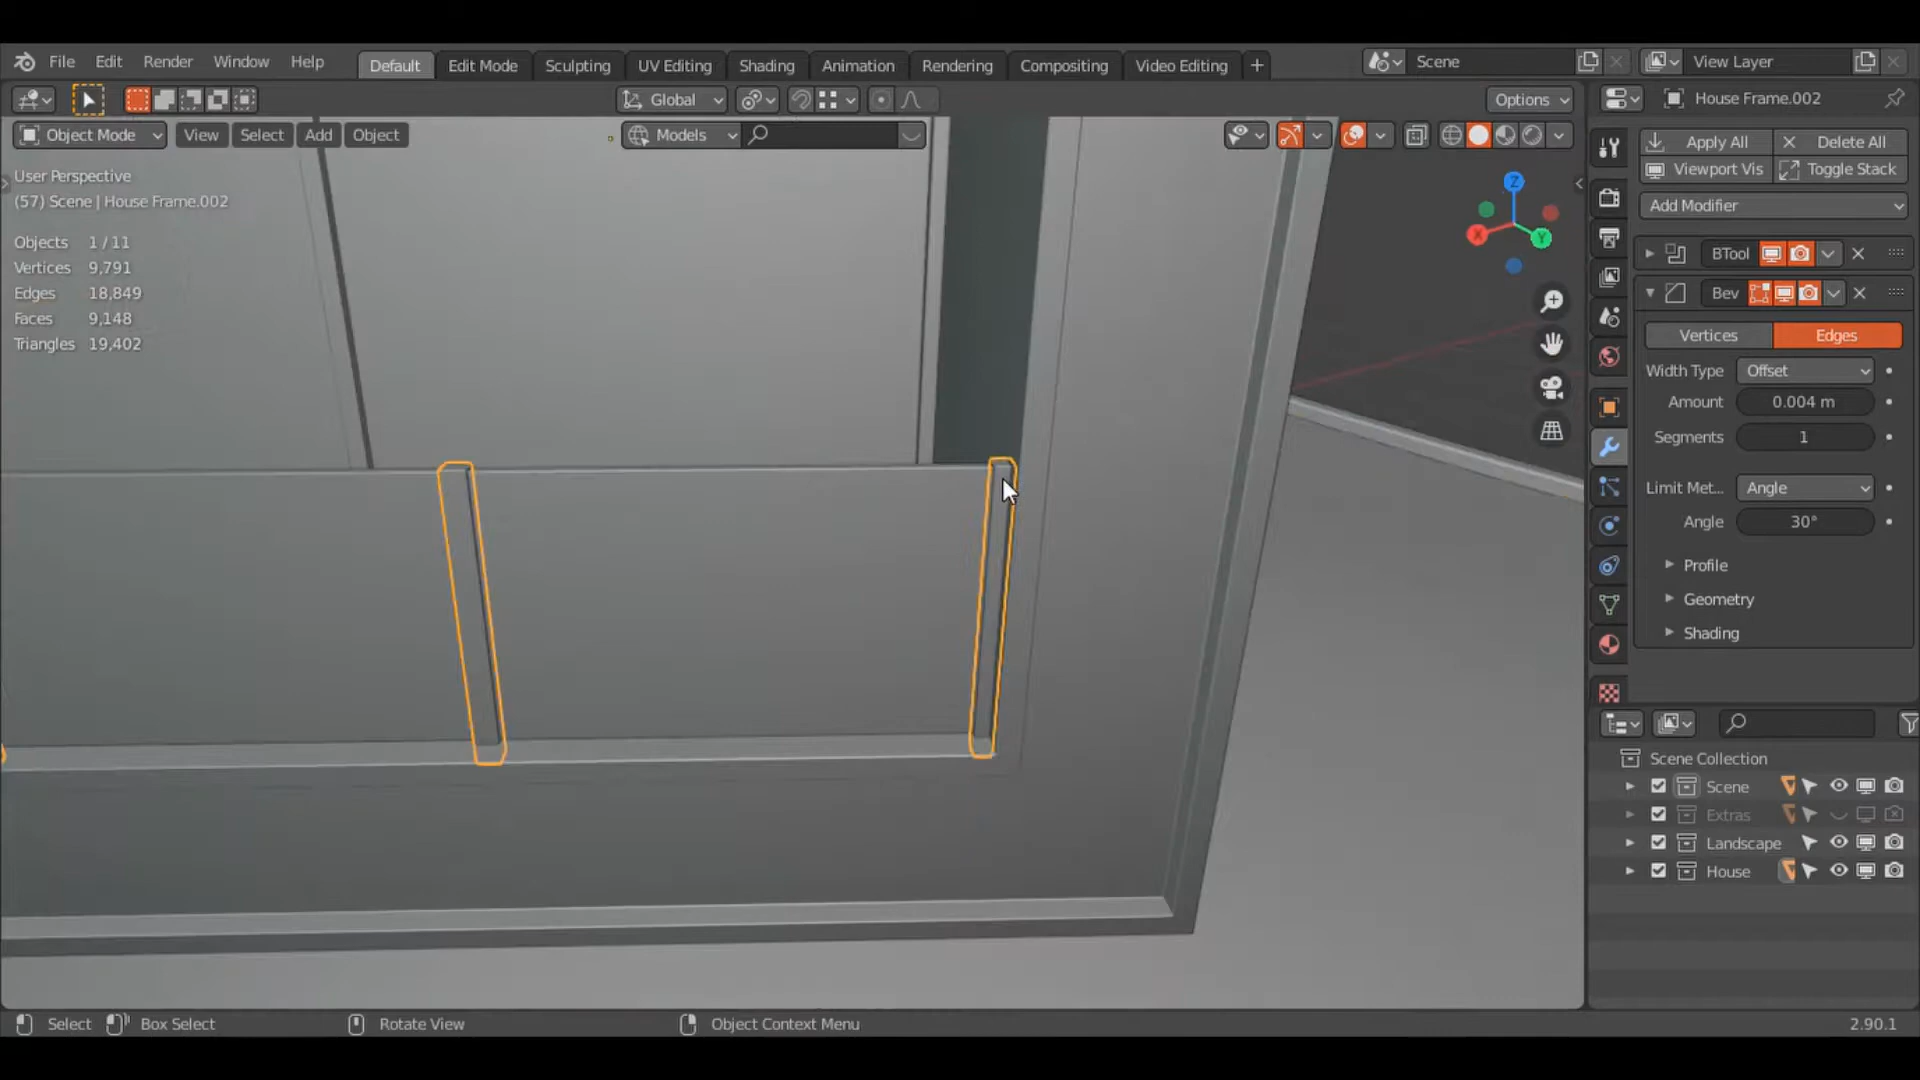 File Edit Render Window Help Default Edit Mode Sculpting UV Editing Shading Animation Rendering Compositing Video Editing + Scene View Layer
Global Options House Frame.002
Object Mode View Select Add Object Models
Apply All Delete All
Viewport Vis Toggle Stack
Add Modifier
User Perspective
(57) Scene | House Frame.002
Objects 1 / 11
Vertices 9,791
Edges 18,849
Faces 9,148
Triangles 19,402
Z
X
Y
BTool
Bev
Vertices Edges
Width Type Offset
Amount 0.004 m
Segments 1
Limit Met... Angle
Angle 30°
Profile
Geometry
Shading
Scene Collection
Scene
Extras
Landscape
House
Select Box Select Rotate View Object Context Menu 2.90.1